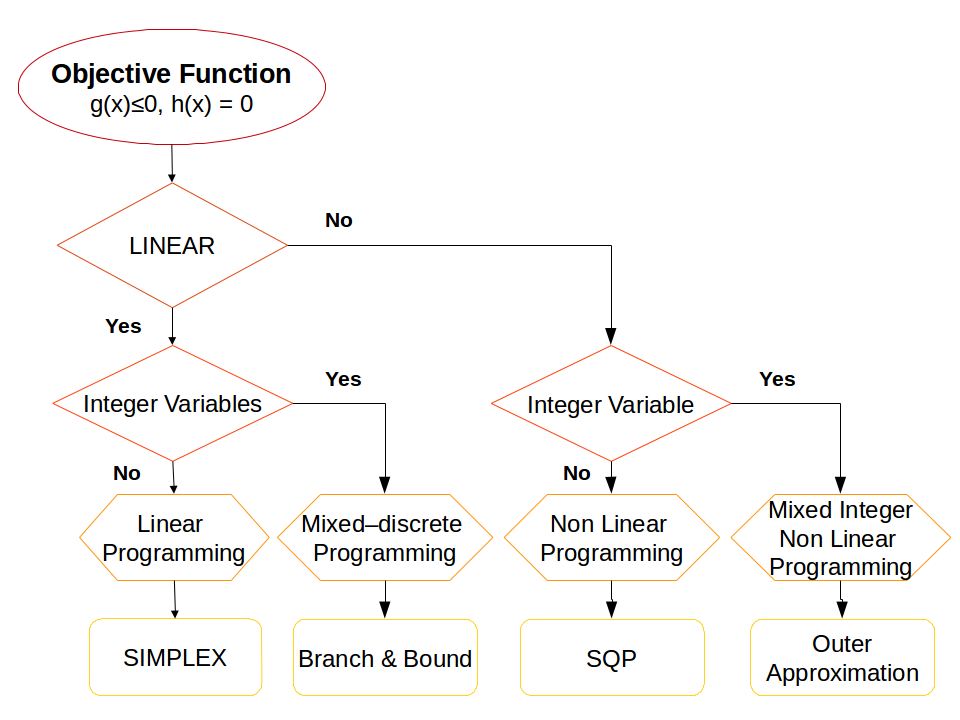 Objective Function
g(x)≤0, h(x) = 0
LINEAR
No
Yes
Integer Variables
Yes
Integer Variable
Yes
No
No
Linear
Programming
Mixed–discrete
Programming
Non Linear
Programming
Mixed Integer
Non Linear
Programming
SIMPLEX
Branch & Bound
SQP
Outer
Approximation